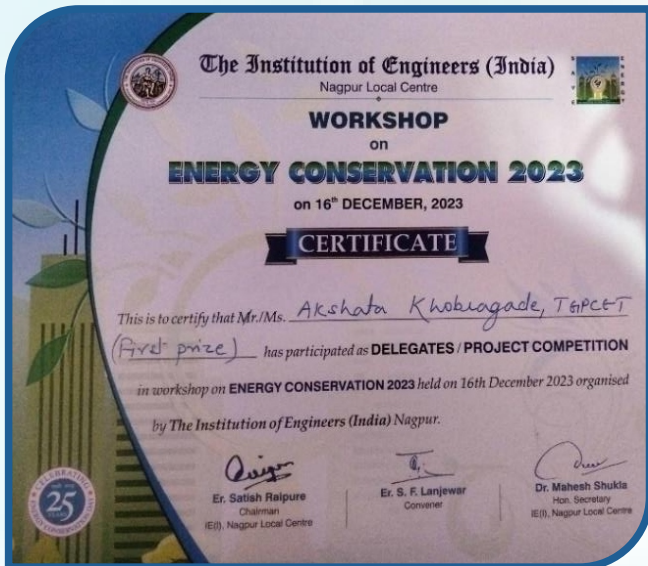 The Institution of Engineers (India)
Nagpur Local Centre
WORKSHOP
on
ENERGY CONSERVATION 2023
on 16th DECEMBER, 2023
CERTIFICATE
This is to certify that Mr./Ms. Akshata Khobragade, TGPCET
(First prize) has participated as DELEGATES / PROJECT COMPETITION
in workshop on ENERGY CONSERVATION 2023 held on 16th December 2023 organised
by The Institution of Engineers (India) Nagpur.
Er. Satish Raipure
Chairman
IE(I), Nagpur Local Centre
Er. S. F. Lanjewar
Convener
Dr. Mahesh Shukla
Hon. Secretary
IE(I), Nagpur Local Centre
CELEBRATING
25
YEARS
SAVE
ENERGY